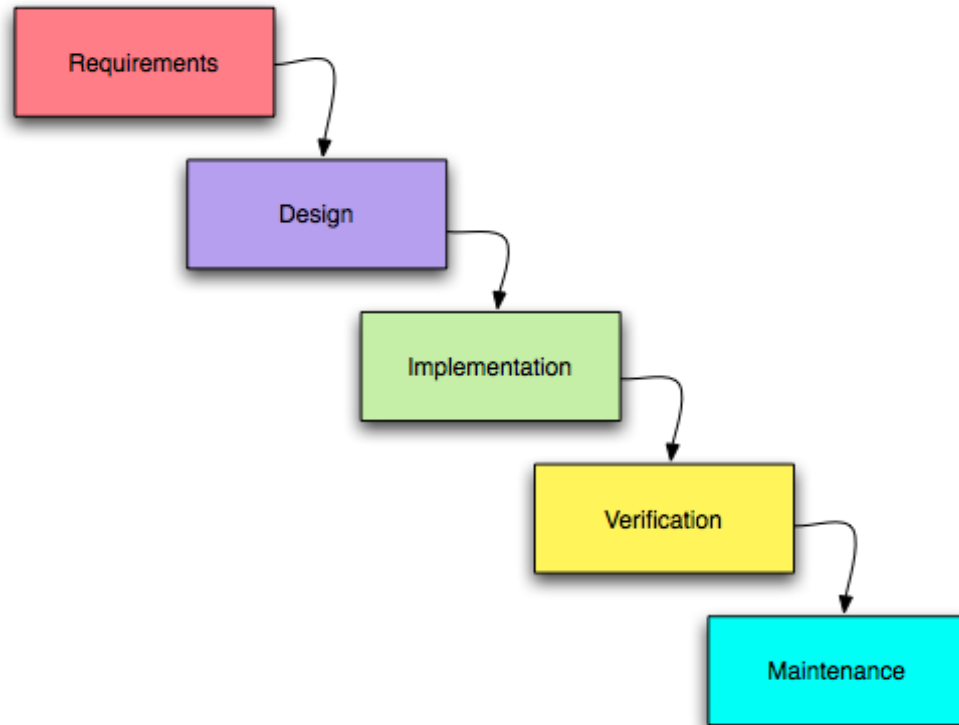 Requirements
Design
Implementation
Verification
Maintenance